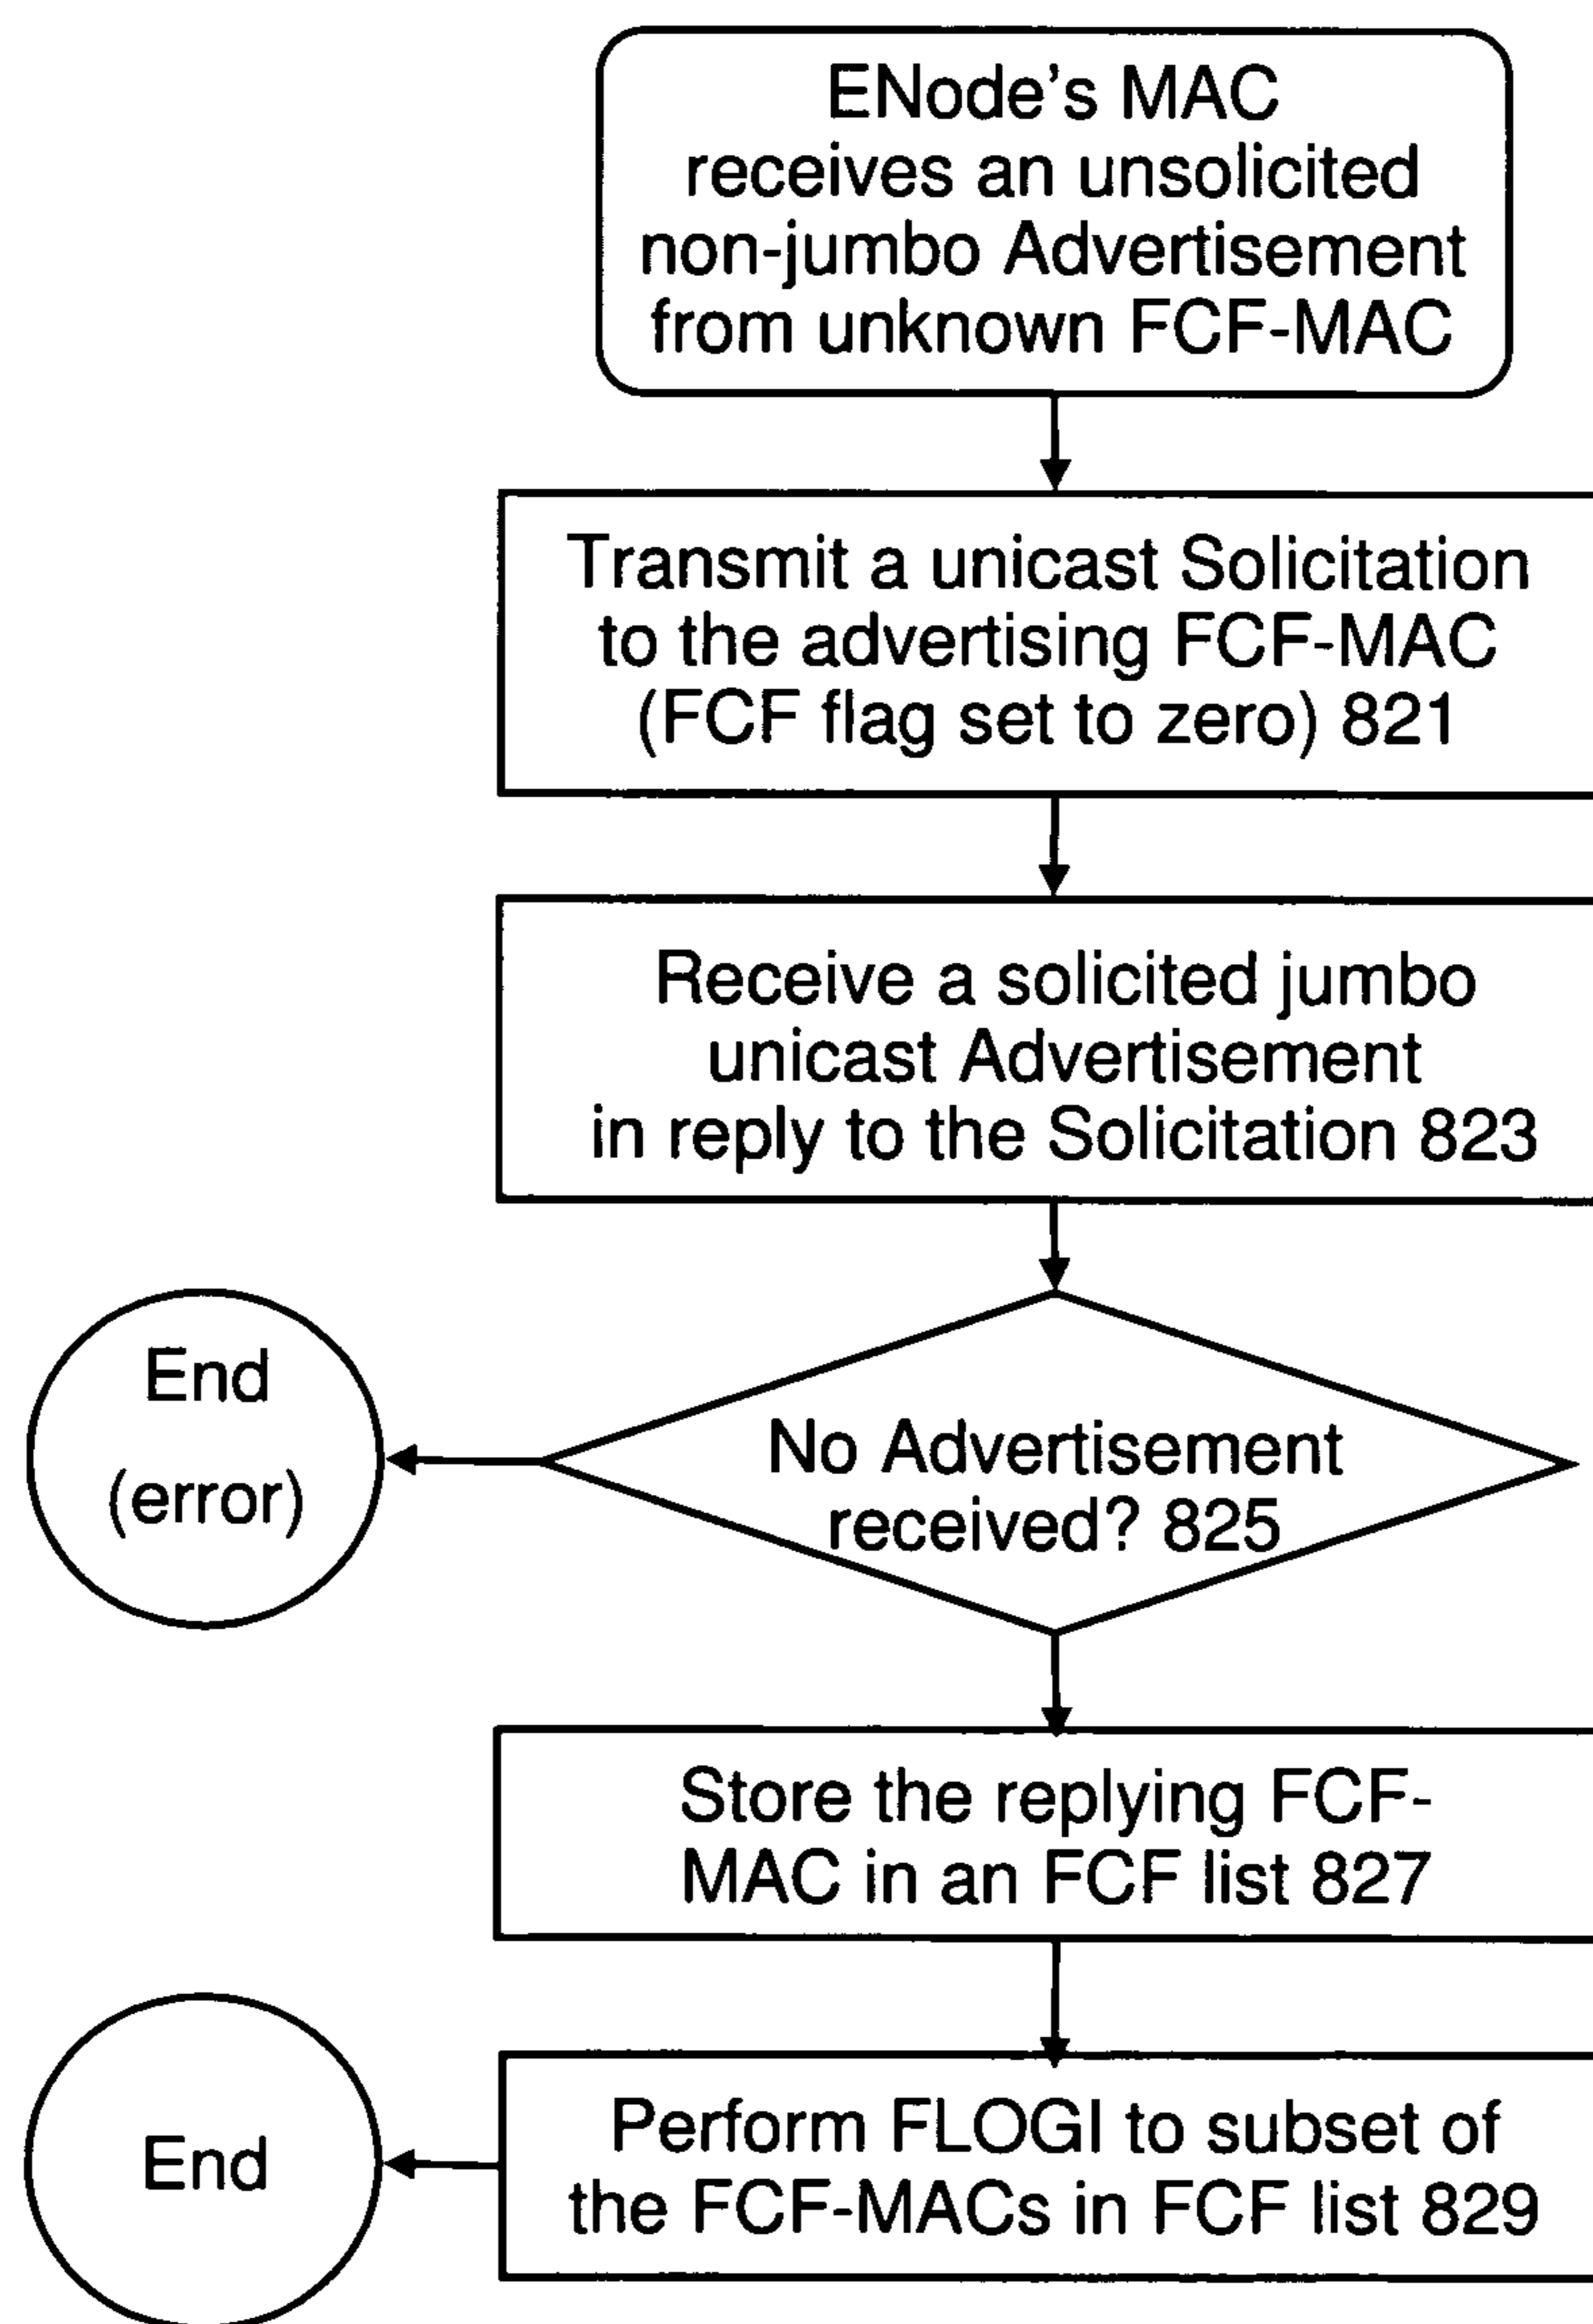 ENode's MAC
receives an unsolicited
non-jumbo Advertisement
from unknown FCF-MAC
Transmit a unicast Solicitation
to the advertising FCF-MAC
(FCF flag set to zero) 821
Receive a solicited jumbo
unicast Advertisement
in reply to the Solicitation 823
End
(error)
No Advertisement
received? 825
Store the replying FCF-
MAC in an FCF list 827
End
Perform FLOGI to subset of
the FCF-MACs in FCF list 829